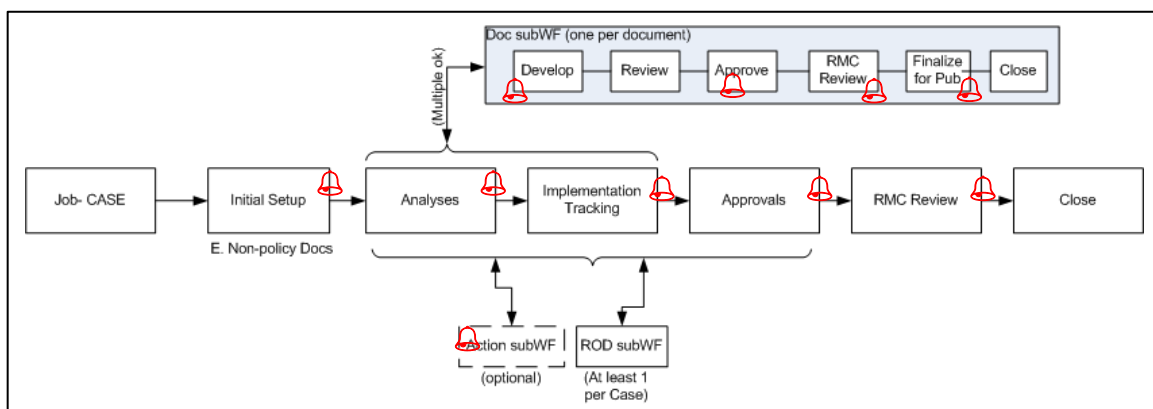 Doc subWF (one per document)
Develop
Review
Approve
RMC
Review
Finalize
for Pub
Close
(Multiple ok)
Job- CASE
Initial Setup
Analyses
Implementation
Tracking
Approvals
RMC Review
Close
E. Non-policy Docs
Action subWF
(optional)
ROD subWF
(At least 1
per Case)